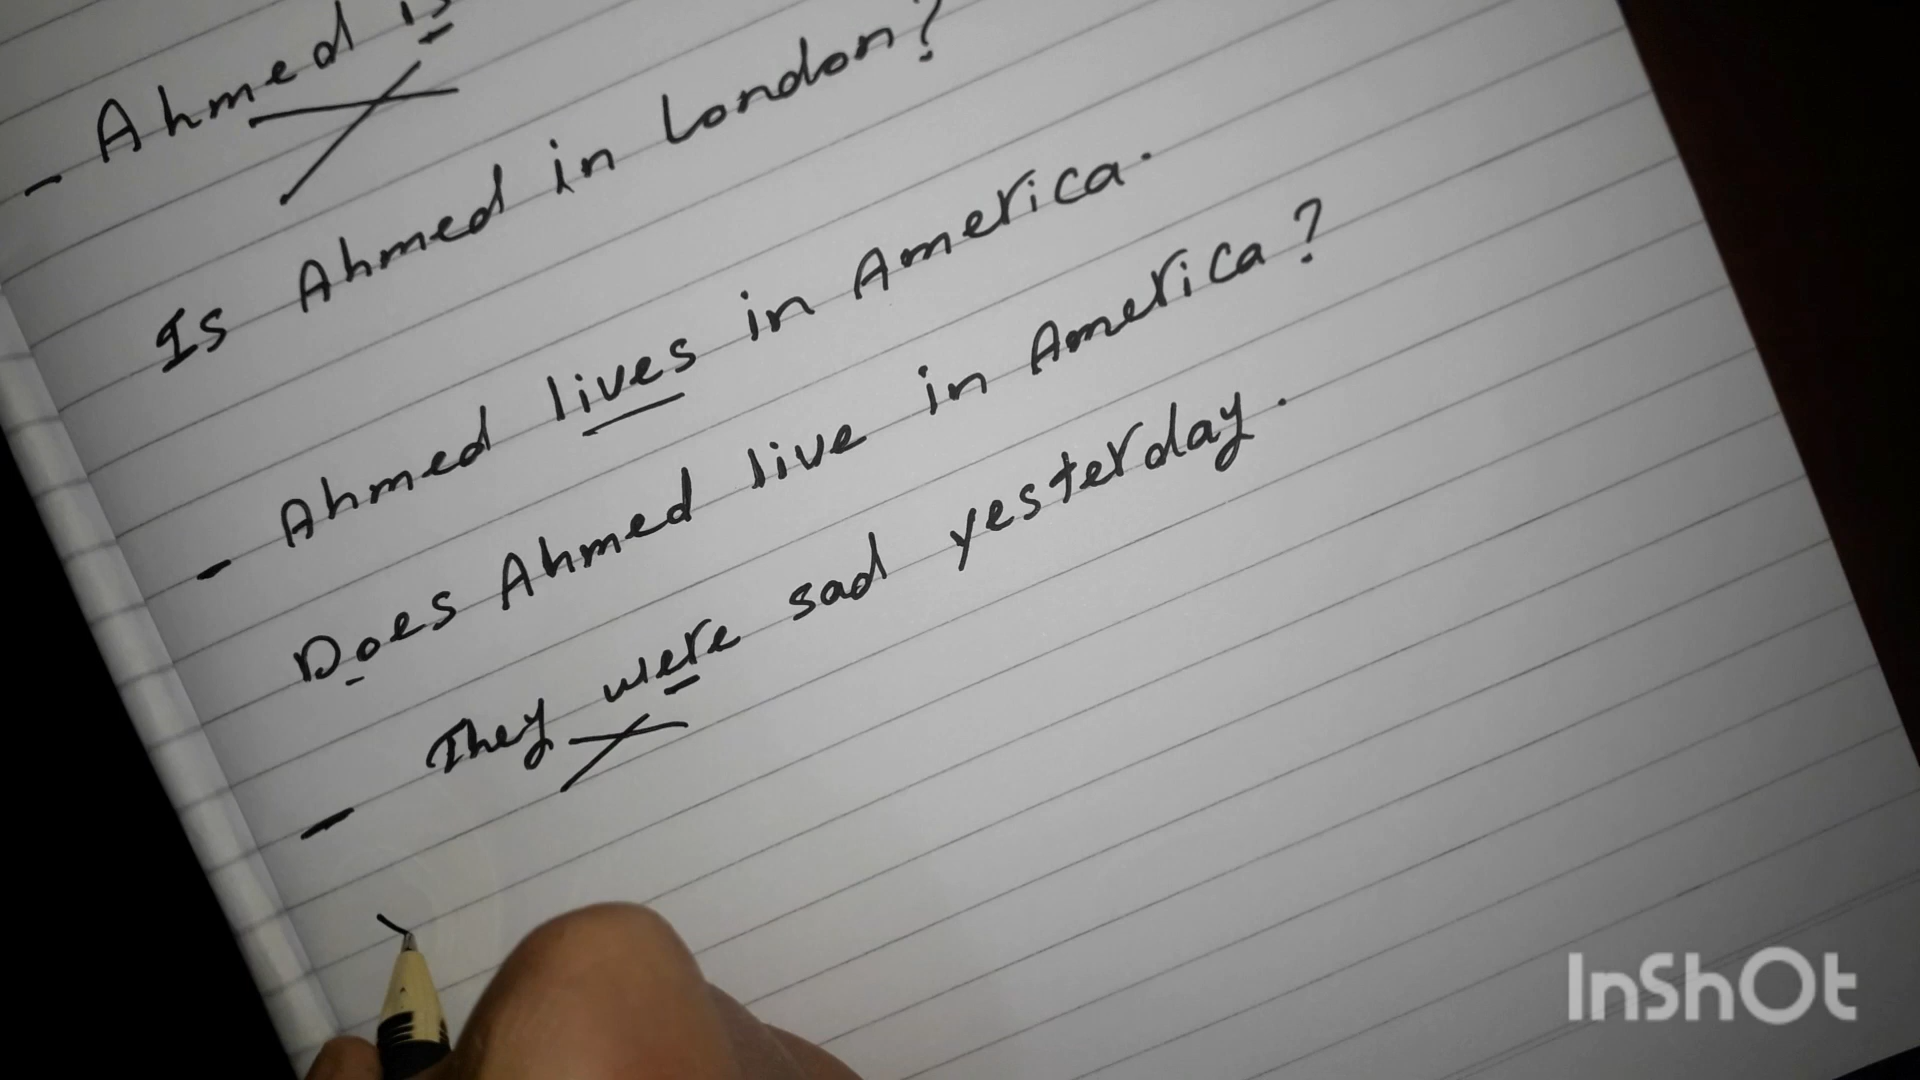 - Ahmed is
Is Ahmed in London?
- Ahmed lives in America.
Does Ahmed live in America?
- They were sad yesterday.
InShOt